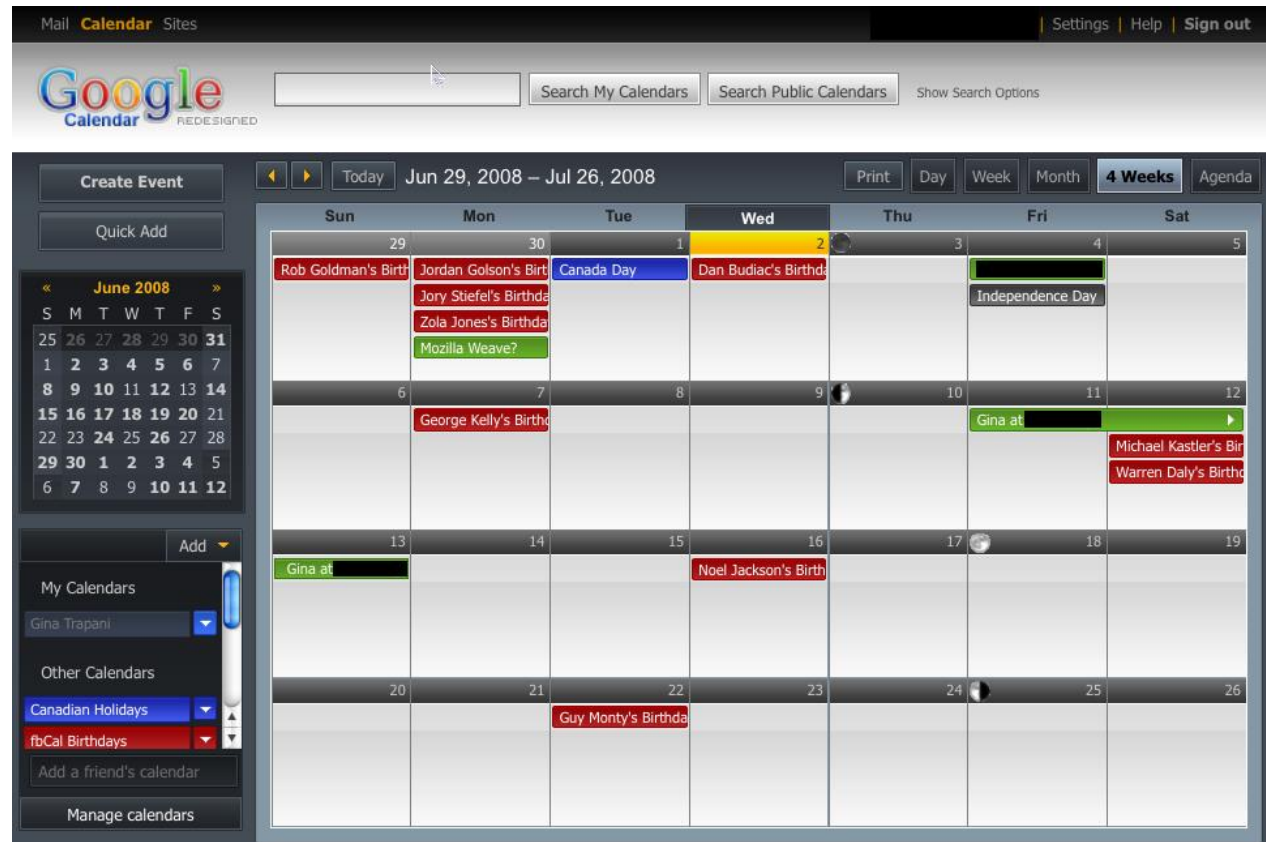 Mail Calendar Sites | Settings | Help | Sign out
Google
Calendar REDESIGNED
Search My Calendars Search Public Calendars Show Search Options
Create Event
Quick Add
Today Jun 29, 2008 – Jul 26, 2008 Print Day Week Month 4 Weeks Agenda
Sun Mon Tue Wed Thu Fri Sat
29 30 1 2 3 4 5
Rob Goldman's Birth Jordan Golson's Birt Canada Day Dan Budiac's Birthda
Jory Stiefel's Birthda Independence Day
Zola Jones's Birthda
Mozilla Weave?
6 7 8 9 10 11 12
George Kelly's Birthd Gina at
Michael Kastler's Bir
Warren Daly's Birthd
13 14 15 16 17 18 19
Gina at Noel Jackson's Birth
20 21 22 23 24 25 26
Guy Monty's Birthda
« June 2008 »
S M T W T F S
25 26 27 28 29 30 31
1 2 3 4 5 6 7
8 9 10 11 12 13 14
15 16 17 18 19 20 21
22 23 24 25 26 27 28
29 30 1 2 3 4 5
6 7 8 9 10 11 12
Add
My Calendars
Gina Trapani
Other Calendars
Canadian Holidays
fbCal Birthdays
Add a friend's calendar
Manage calendars